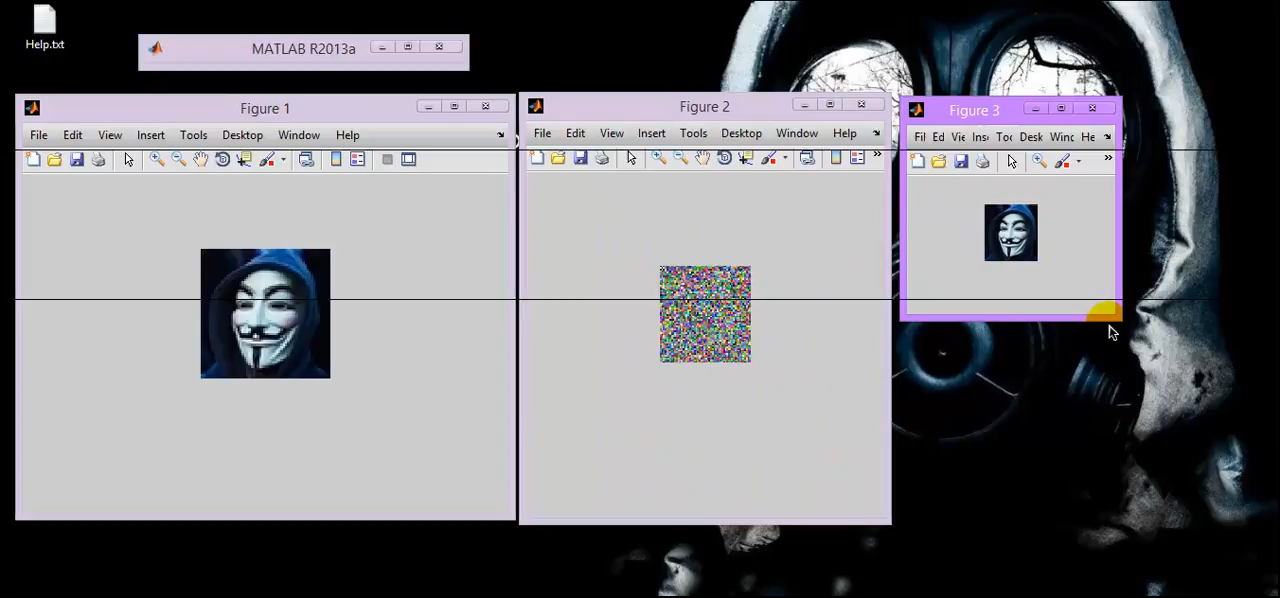 Help.txt
MATLAB R2013a
Figure 1
File Edit View Insert Tools Desktop Window Help
Figure 2
File Edit View Insert Tools Desktop Window Help
Figure 3
Fil Ed Vie Ins Toc Desk Winc He